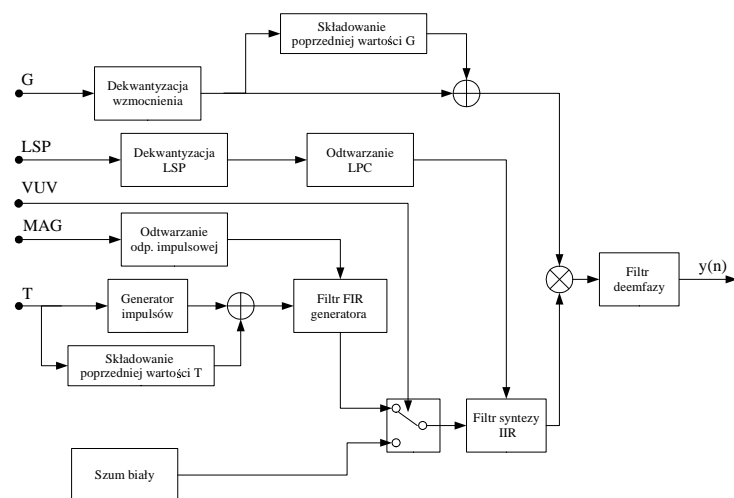 Składowanie
poprzedniej wartości G
G
Dekwantyzacja
wzmocnienia
LSP
Dekwantyzacja
LSP
Odtwarzanie
LPC
VUV
MAG
Odtwarzanie
odp. impulsowej
T
Generator
impulsów
Filtr FIR
generatora
Filtr
deemfazy
y(n)
Składowanie
poprzedniej wartości T
Filtr syntezy
IIR
Szum biały